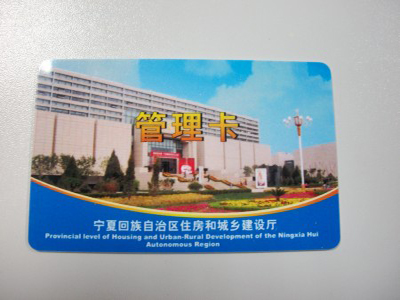 管理卡
宁夏回族自治区住房和城乡建设厅
Provincial level of Housing and Urban-Rural Development of the Ningxia Hui
Autonomous Region